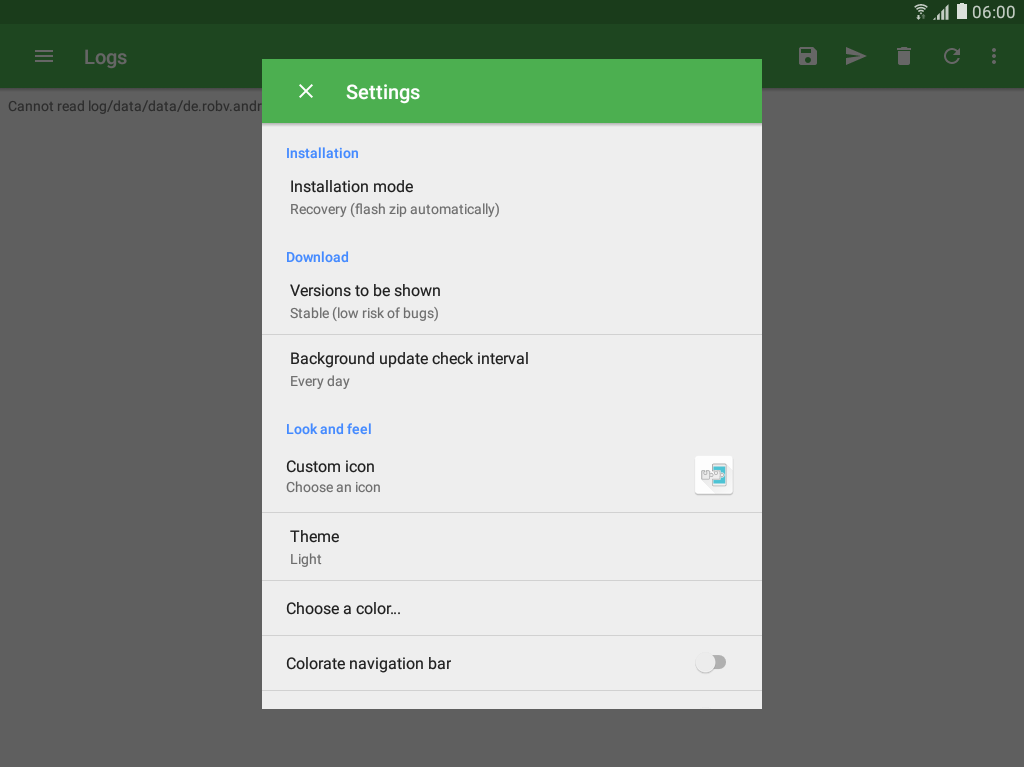 06:00
Logs
Cannot read log/data/data/de.robv.andr
Settings
Installation
Installation mode
Recovery (flash zip automatically)
Download
Versions to be shown
Stable (low risk of bugs)
Background update check interval
Every day
Look and feel
Custom icon
Choose an icon
Theme
Light
Choose a color...
Colorate navigation bar